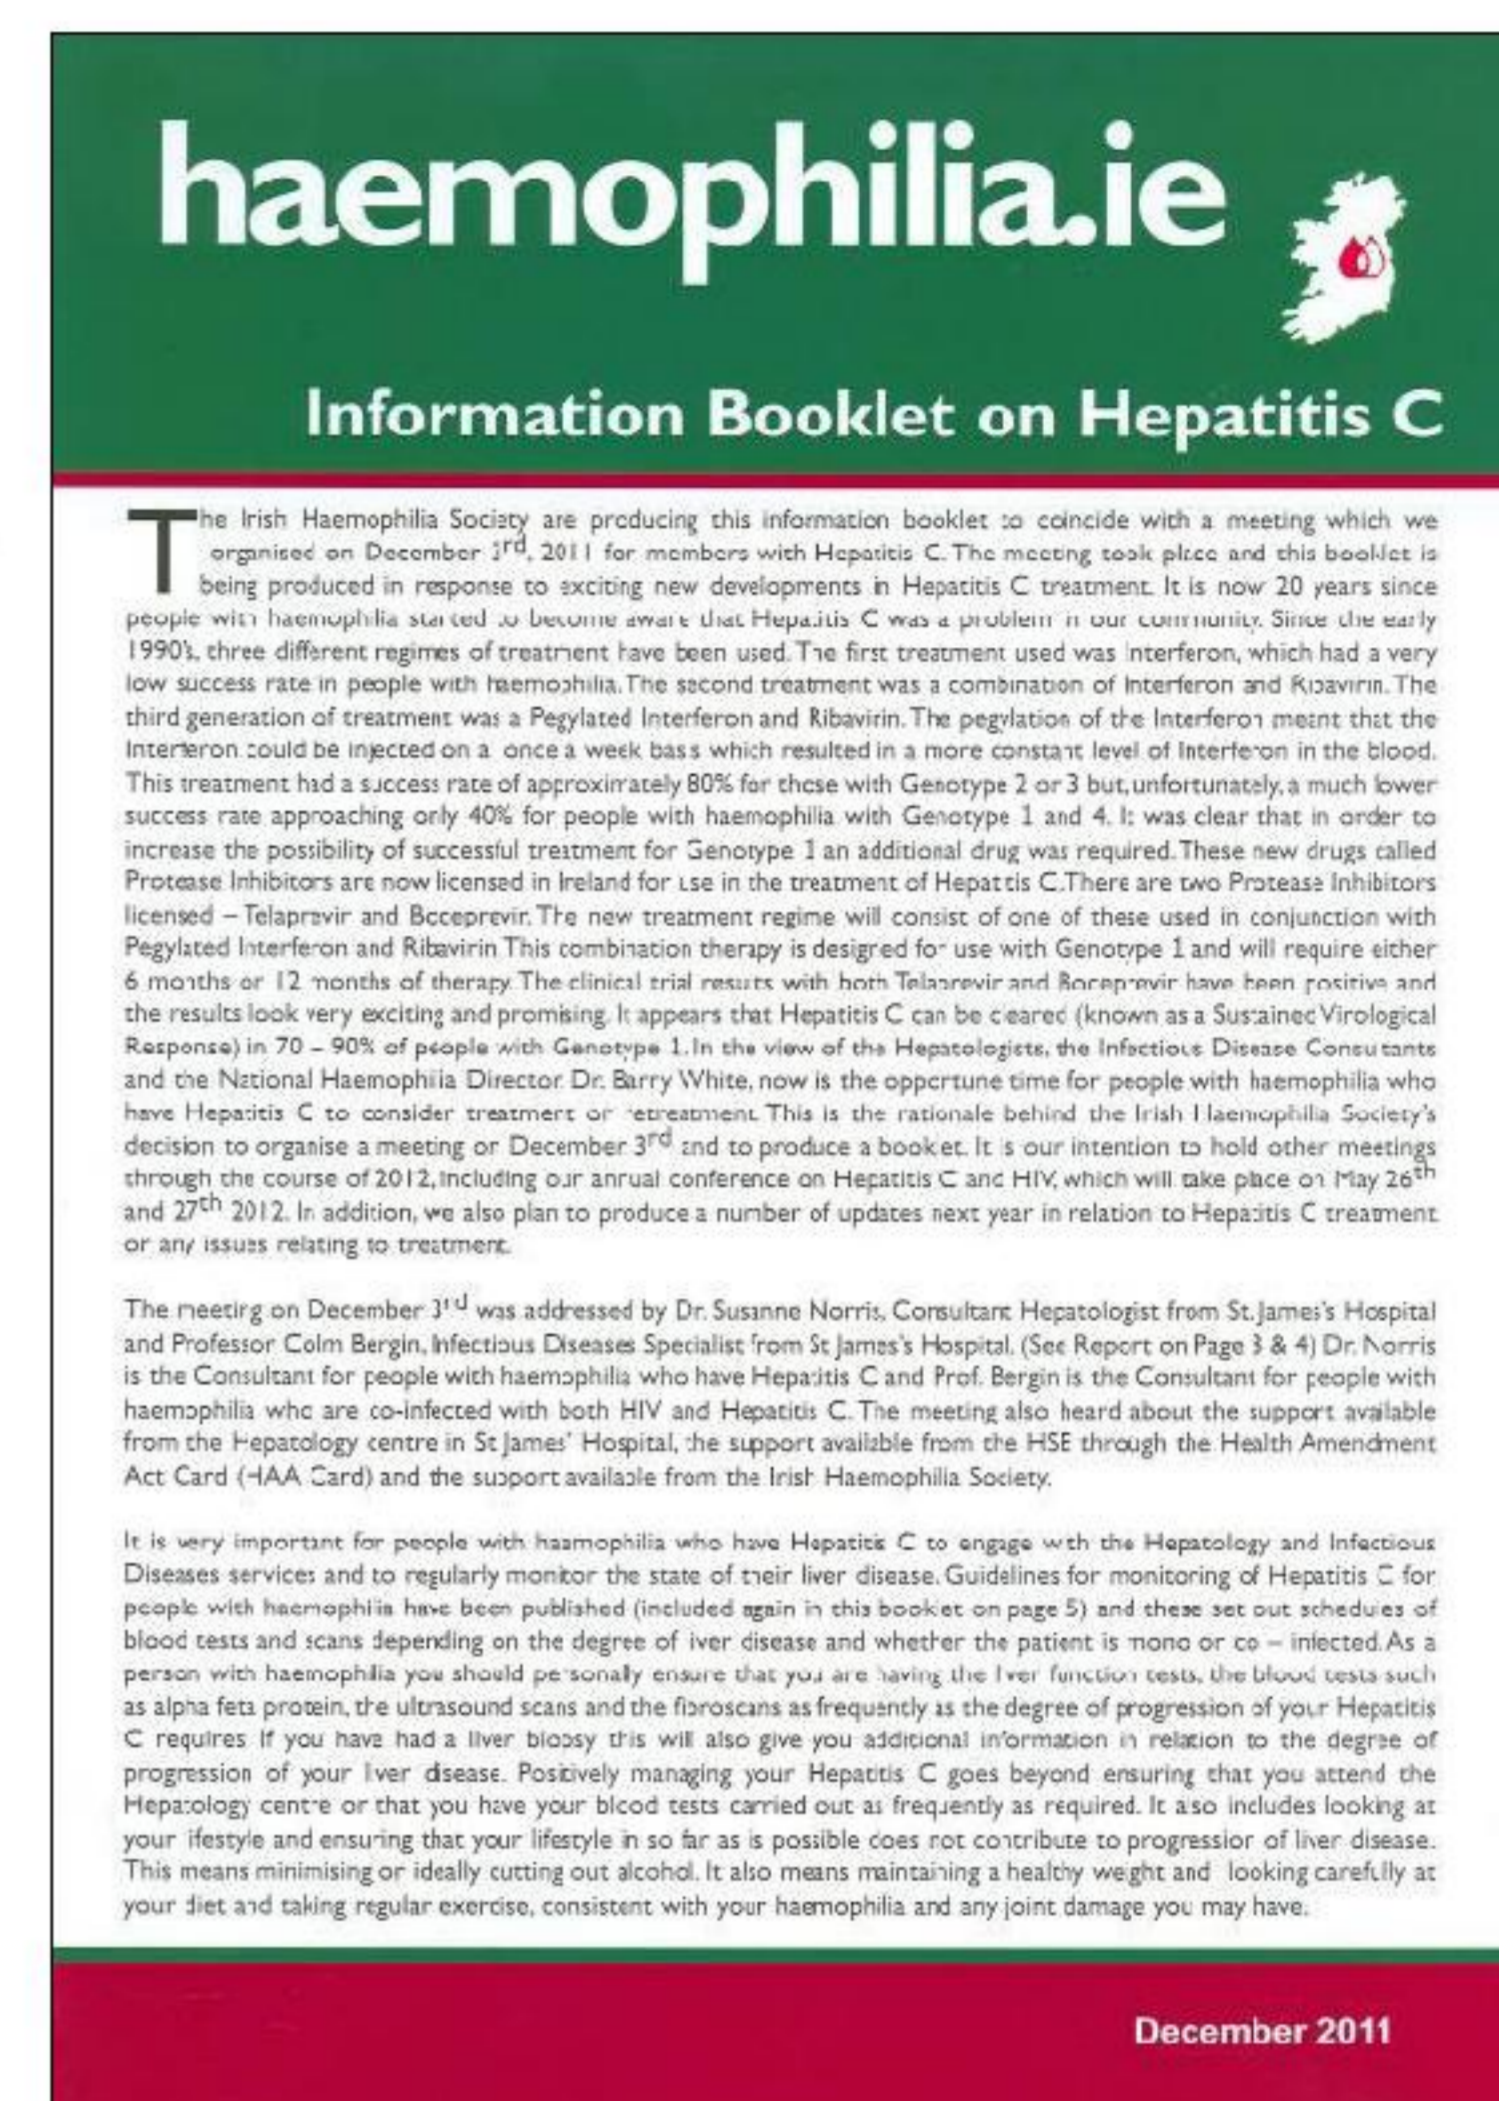 haemophilia.ie
Information Booklet on Hepatitis C
The Irish Haemophilia Society are producing this information booklet to coincide with a meeting which we
organised on December 3rd, 2011 for members with Hepatitis C. The meeting took place and this booklet is
being produced in response to exciting new developments in Hepatitis C treatment. It is now 20 years since
people with haemophilia started to become aware that Hepatitis C was a problem in our community. Since the early
1990's, three different regimes of treatment have been used. The first treatment used was Interferon, which had a very
low success rate in people with haemophilia. The second treatment was a combination of Interferon and Ribavirin. The
third generation of treatment was a Pegylated Interferon and Ribavirin. The pegylation of the Interferon meant that the
Interferon could be injected on a once a week basis which resulted in a more constant level of Interferon in the blood.
This treatment had a success rate of approximately 80% for those with Genotype 2 or 3 but, unfortunately, a much lower
success rate approaching only 40% for people with haemophilia with Genotype 1 and 4. It was clear that in order to
increase the possibility of successful treatment for Genotype 1 an additional drug was required. These new drugs called
Protease Inhibitors are now licensed in Ireland for use in the treatment of Hepatitis C. There are two Protease Inhibitors
licensed – Telaprevir and Boceprevir. The new treatment regime will consist of one of these used in conjunction with
Pegylated Interferon and Ribavirin. This combination therapy is designed for use with Genotype 1 and will require either
6 months or 12 months of therapy. The clinical trial results with both Telaprevir and Boceprevir have been positive and
the results look very exciting and promising. It appears that Hepatitis C can be cleared (known as a Sustained Virological
Response) in 70 – 90% of people with Genotype 1. In the view of the Hepatologists, the Infectious Disease Consultants
and the National Haemophilia Director Dr. Barry White, now is the opportune time for people with haemophilia who
have Hepatitis C to consider treatment or retreatment. This is the rationale behind the Irish Haemophilia Society's
decision to organise a meeting on December 3rd and to produce a booklet. It is our intention to hold other meetings
through the course of 2012, including our annual conference on Hepatitis C and HIV, which will take place on May 26th
and 27th 2012. In addition, we also plan to produce a number of updates next year in relation to Hepatitis C treatment
or any issues relating to treatment.
The meeting on December 3rd was addressed by Dr. Susanne Norris, Consultant Hepatologist from St. James's Hospital
and Professor Colm Bergin, Infectious Diseases Specialist from St James's Hospital. (See Report on Page 3 & 4) Dr. Norris
is the Consultant for people with haemophilia who have Hepatitis C and Prof. Bergin is the Consultant for people with
haemophilia who are co-infected with both HIV and Hepatitis C. The meeting also heard about the support available
from the Hepatology centre in St James' Hospital, the support available from the HSE through the Health Amendment
Act Card (HAA Card) and the support available from the Irish Haemophilia Society.
It is very important for people with haemophilia who have Hepatitis C to engage with the Hepatology and Infectious
Diseases services and to regularly monitor the state of their liver disease. Guidelines for monitoring of Hepatitis C for
people with haemophilia have been published (included again in this booklet on page 5) and these set out schedules of
blood tests and scans depending on the degree of liver disease and whether the patient is mono or co – infected. As a
person with haemophilia you should personally ensure that you are having the liver function tests, the blood tests such
as alpha feta protein, the ultrasound scans and the fibroscans as frequently as the degree of progression of your Hepatitis
C requires. If you have had a liver biopsy this will also give you additional information in relation to the degree of
progression of your liver disease. Positively managing your Hepatitis C goes beyond ensuring that you attend the
Hepatology centre or that you have your blood tests carried out as frequently as required. It also includes looking at
your lifestyle and ensuring that your lifestyle in so far as is possible does not contribute to progression of liver disease.
This means minimising or ideally cutting out alcohol. It also means maintaining a healthy weight and looking carefully at
your diet and taking regular exercise, consistent with your haemophilia and any joint damage you may have.
December 2011